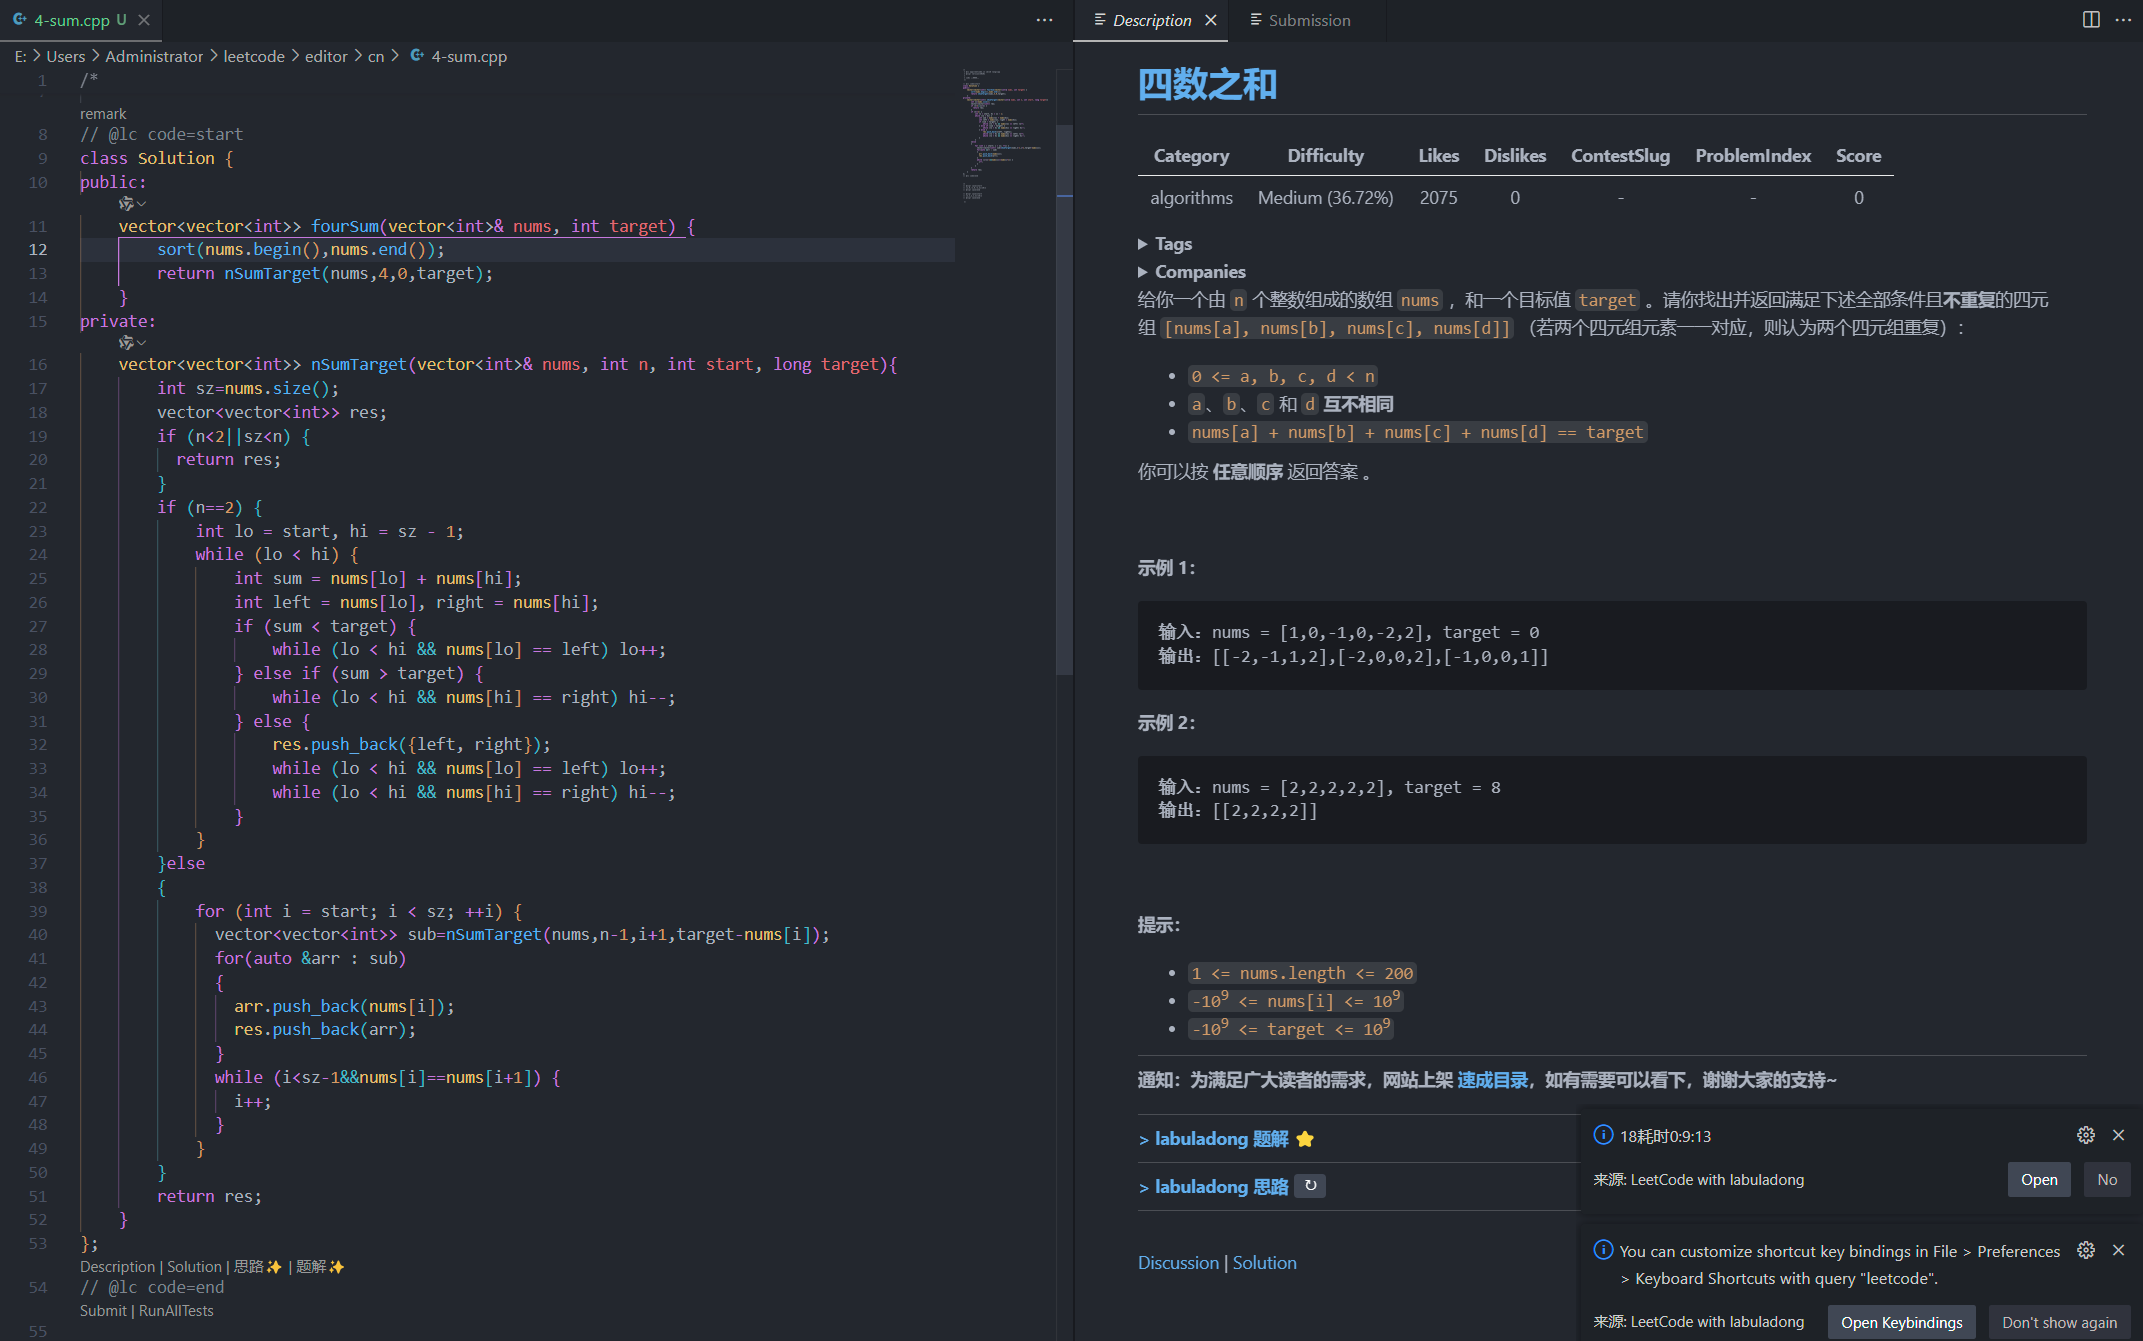 4-sum.cpp U
E: > Users > Administrator > leetcode > editor > cn > 4-sum.cpp
1 /*
remark
8 // @lc code=start
9 class Solution {
10 public:
11 vector<vector<int>> fourSum(vector<int>& nums, int target) {
12 sort(nums.begin(),nums.end());
13 return nSumTarget(nums,4,0,target);
14 }
15 private:
16 vector<vector<int>> nSumTarget(vector<int>& nums, int n, int start, long target){
17 int sz=nums.size();
18 vector<vector<int>> res;
19 if (n<2||sz<n) {
20 return res;
21 }
22 if (n==2) {
23 int lo = start, hi = sz - 1;
24 while (lo < hi) {
25 int sum = nums[lo] + nums[hi];
26 int left = nums[lo], right = nums[hi];
27 if (sum < target) {
28 while (lo < hi && nums[lo] == left) lo++;
29 } else if (sum > target) {
30 while (lo < hi && nums[hi] == right) hi--;
31 } else {
32 res.push_back({left, right});
33 while (lo < hi && nums[lo] == left) lo++;
34 while (lo < hi && nums[hi] == right) hi--;
35 }
36 }
37 }else
38 {
39 for (int i = start; i < sz; ++i) {
40 vector<vector<int>> sub=nSumTarget(nums,n-1,i+1,target-nums[i]);
41 for(auto &arr : sub)
42 {
43 arr.push_back(nums[i]);
44 res.push_back(arr);
45 }
46 while (i<sz-1&&nums[i]==nums[i+1]) {
47 i++;
48 }
49 }
50 }
51 return res;
52 }
53 };
Description | Solution | 思路✨ | 题解✨
54 // @lc code=end
Submit | RunAllTests
55
Description Submission
四数之和
Category Difficulty Likes Dislikes ContestSlug ProblemIndex Score
algorithms Medium (36.72%) 2075 0 - - 0
▶ Tags
▶ Companies
给你一个由 n 个整数组成的数组 nums ，和一个目标值 target 。请你找出并返回满足下述全部条件且不重复的四元
组 [nums[a], nums[b], nums[c], nums[d]] （若两个四元组元素一一对应，则认为两个四元组重复）：
• 0 <= a, b, c, d < n
• a、b、c 和 d 互不相同
• nums[a] + nums[b] + nums[c] + nums[d] == target
你可以按 任意顺序 返回答案 。
示例 1：
输入：nums = [1,0,-1,0,-2,2], target = 0
输出：[[-2,-1,1,2],[-2,0,0,2],[-1,0,0,1]]
示例 2：
输入：nums = [2,2,2,2,2], target = 8
输出：[[2,2,2,2]]
提示：
• 1 <= nums.length <= 200
• -10⁹ <= nums[i] <= 10⁹
• -10⁹ <= target <= 10⁹
通知：为满足广大读者的需求，网站上架 速成目录，如有需要可以看下，谢谢大家的支持~
> labuladong 题解 ⭐
> labuladong 思路 ↻
Discussion | Solution
18耗时0:9:13
来源: LeetCode with labuladong Open No
You can customize shortcut key bindings in File > Preferences
> Keyboard Shortcuts with query "leetcode".
来源: LeetCode with labuladong Open Keybindings Don't show again